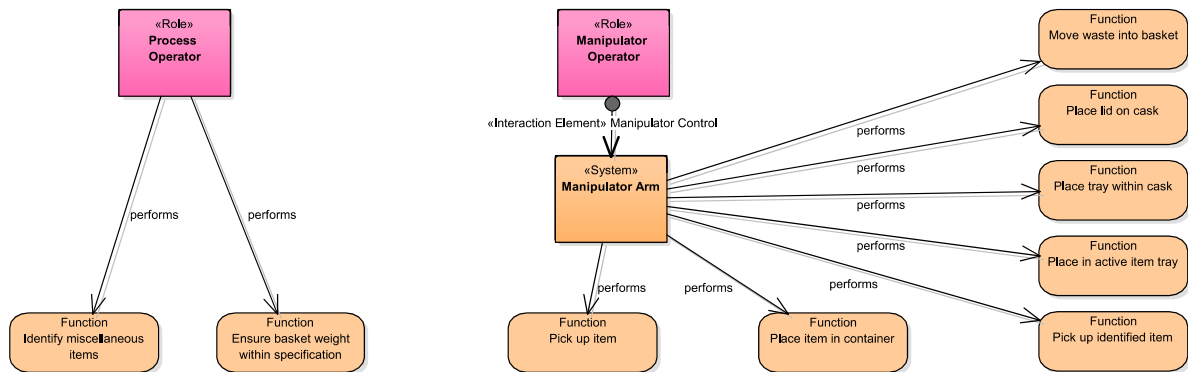 «Role»
Process
Operator
performs
performs
Function
Identify miscellaneous
items
Function
Ensure basket weight
within specification
«Role»
Manipulator
Operator
«Interaction Element» Manipulator Control
«System»
Manipulator Arm
performs
performs
performs
performs
performs
performs
performs
Function
Move waste into basket
Function
Place lid on cask
Function
Place tray within cask
Function
Place in active item tray
Function
Pick up identified item
Function
Pick up item
Function
Place item in container